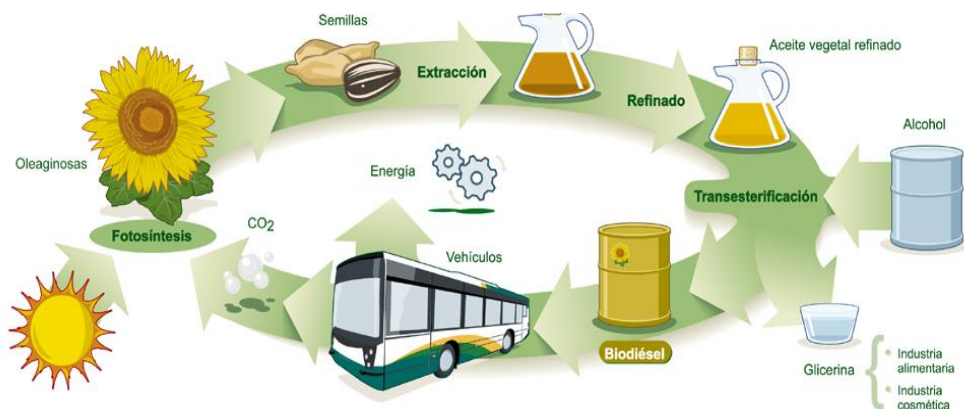 Semillas
Extracción
Refinado
Aceite vegetal refinado
Alcohol
Oleaginosas
Energía
Transesterificación
Fotosíntesis
CO2
Vehículos
Biodiésel
Glicerina
• Industria
alimentaria
• Industria
cosmética